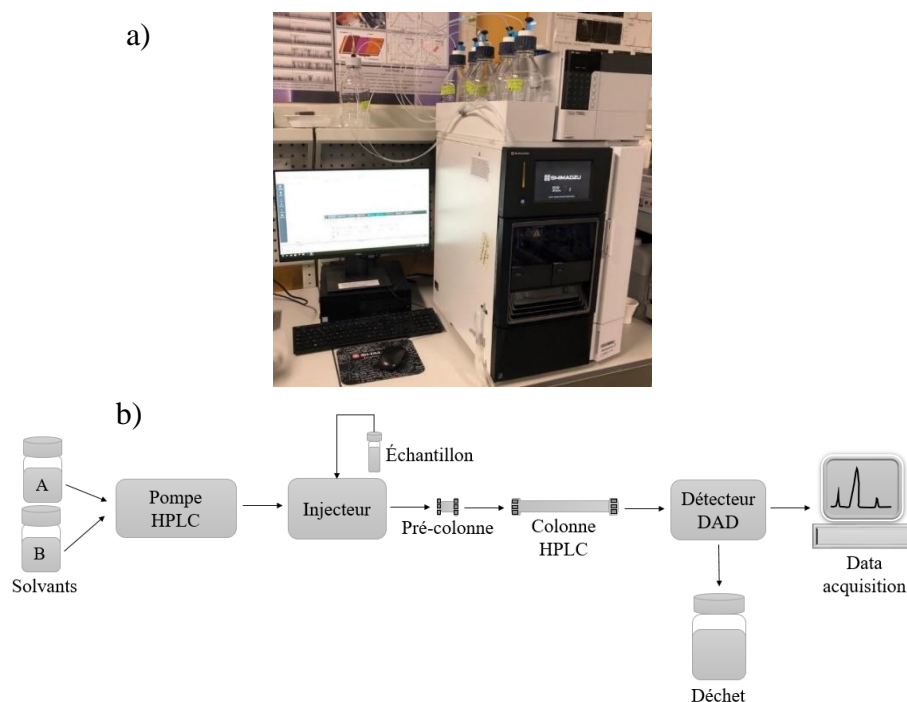 a)
SHIMADZU
b)
Échantillon
A
B
Solvants
Pompe
HPLC
Injecteur
Pré-colonne
Colonne
HPLC
Détecteur
DAD
Data
acquisition
Déchet